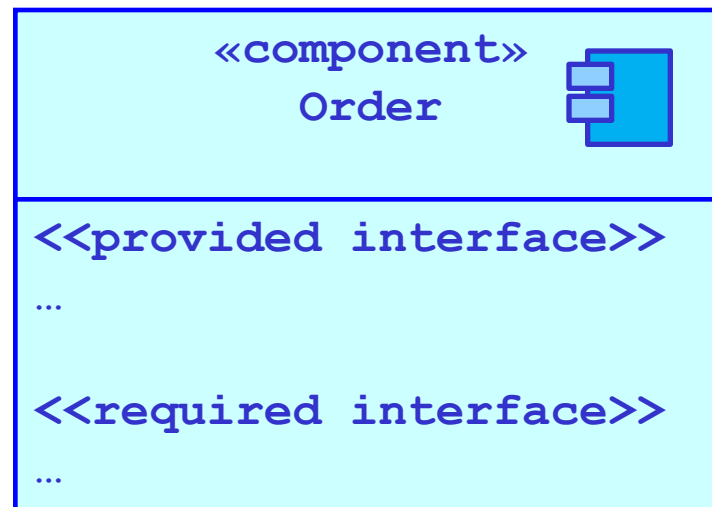 «component»
Order
<<provided interface>>
…
<<required interface>>
…